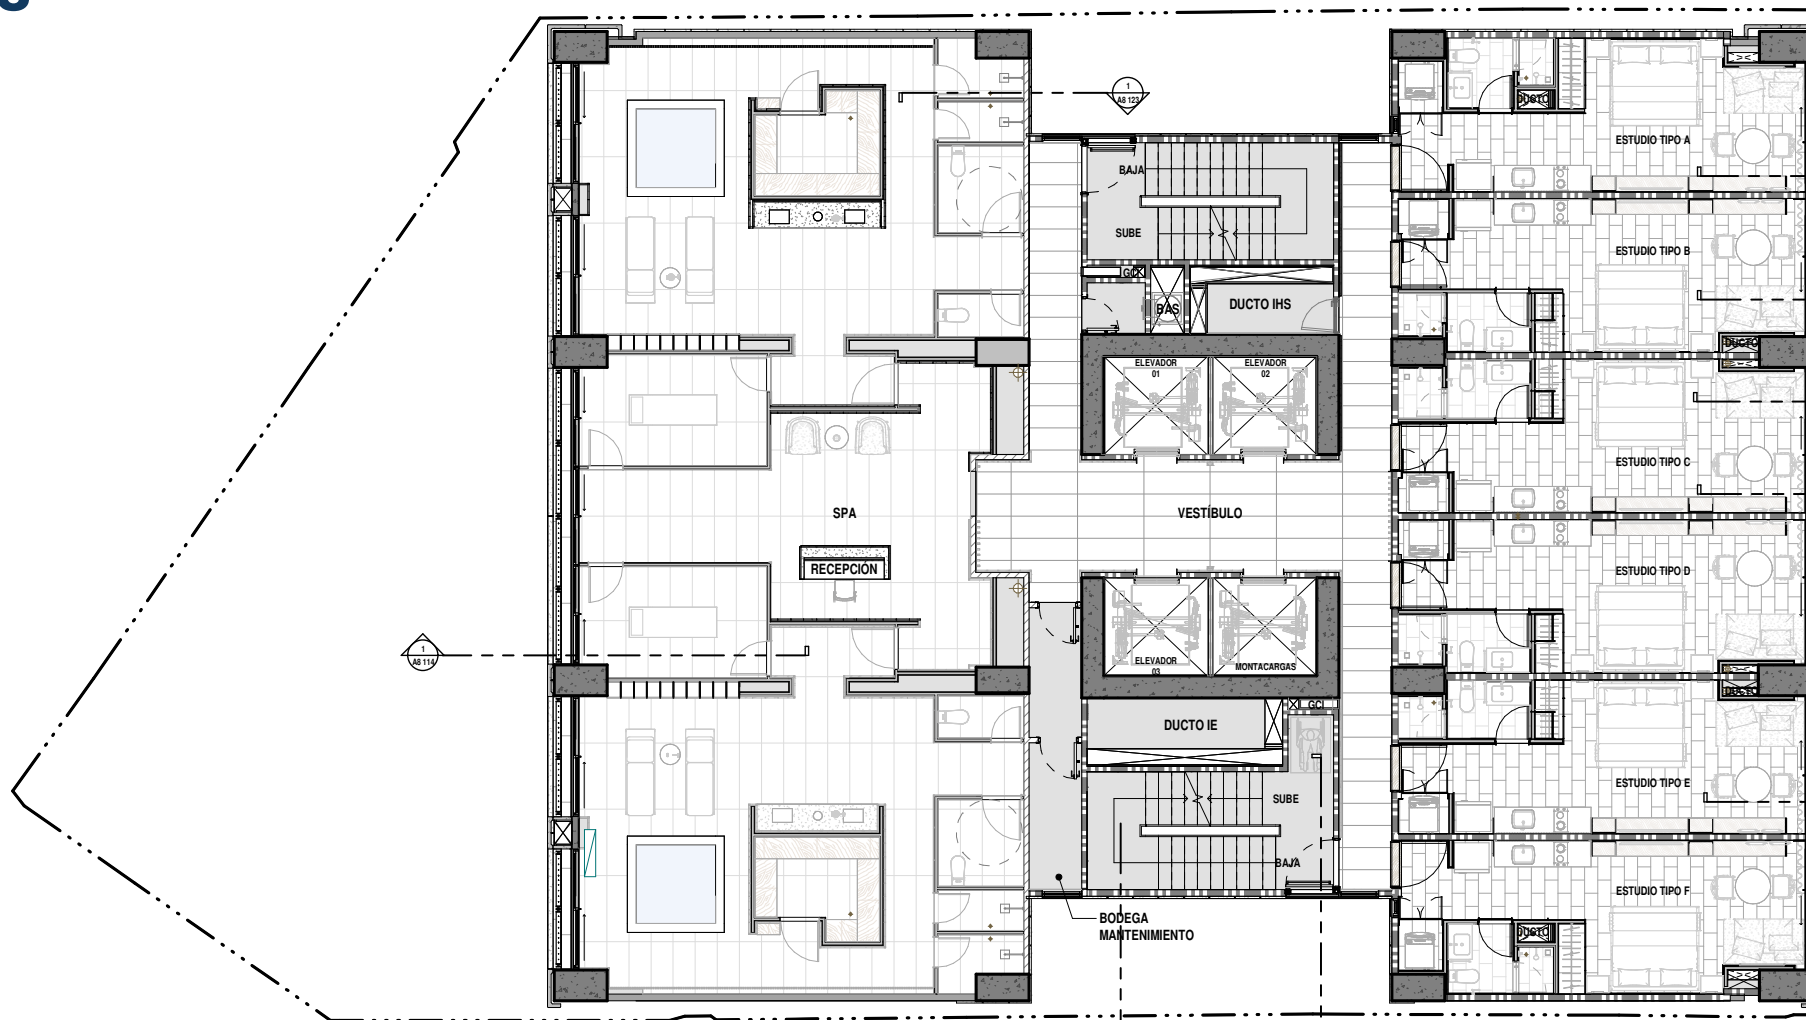 1
A8 123
BAJA
SUBE
GCI
BAS
DUCTO IHS
ELEVADOR
01
ELEVADOR
02
SPA
RECEPCIÓN
VESTÍBULO
1
A8 114
ELEVADOR
03
MONTACARGAS
DUCTO IE
GCI
SUBE
BAJA
BODEGA
MANTENIMIENTO
DUCTO
ESTUDIO TIPO A
ESTUDIO TIPO B
DUCTO
ESTUDIO TIPO C
ESTUDIO TIPO D
DUCTO
ESTUDIO TIPO E
ESTUDIO TIPO F
DUCTO